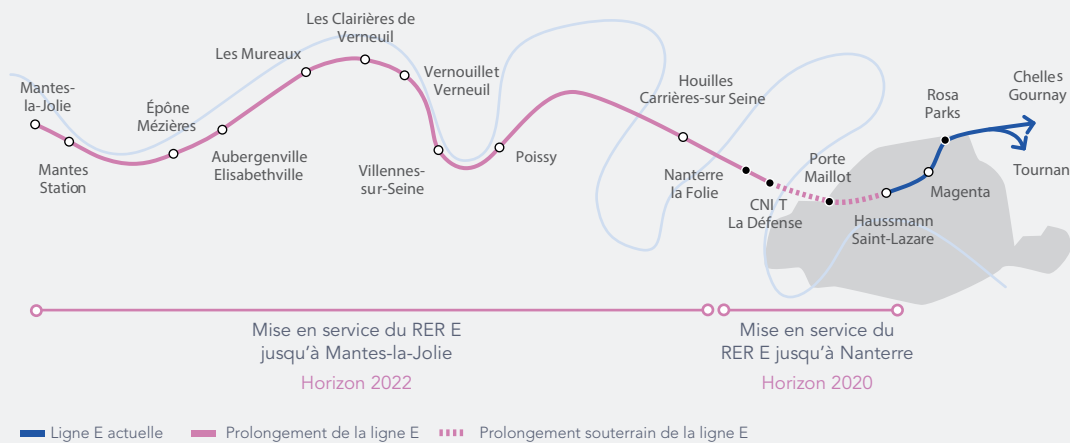 Mantes-
la-Jolie
Mantes
Station
Épône
Mézières
Aubergenville
Elisabethville
Les Mureaux
Les Clairières de
Verneuil
Vernouillet
Verneuil
Villennes-
sur-Seine
Poissy
Houilles
Carrières-sur Seine
Nanterre
la Folie
CNI T
La Défense
Porte
Maillot
Haussmann
Saint-Lazare
Magenta
Rosa
Parks
Chelles
Gournay
Tournan
Mise en service du RER E
jusqu'à Mantes-la-Jolie
Horizon 2022
Mise en service du
RER E jusqu'à Nanterre
Horizon 2020
Ligne E actuelle
Prolongement de la ligne E
Prolongement souterrain de la ligne E